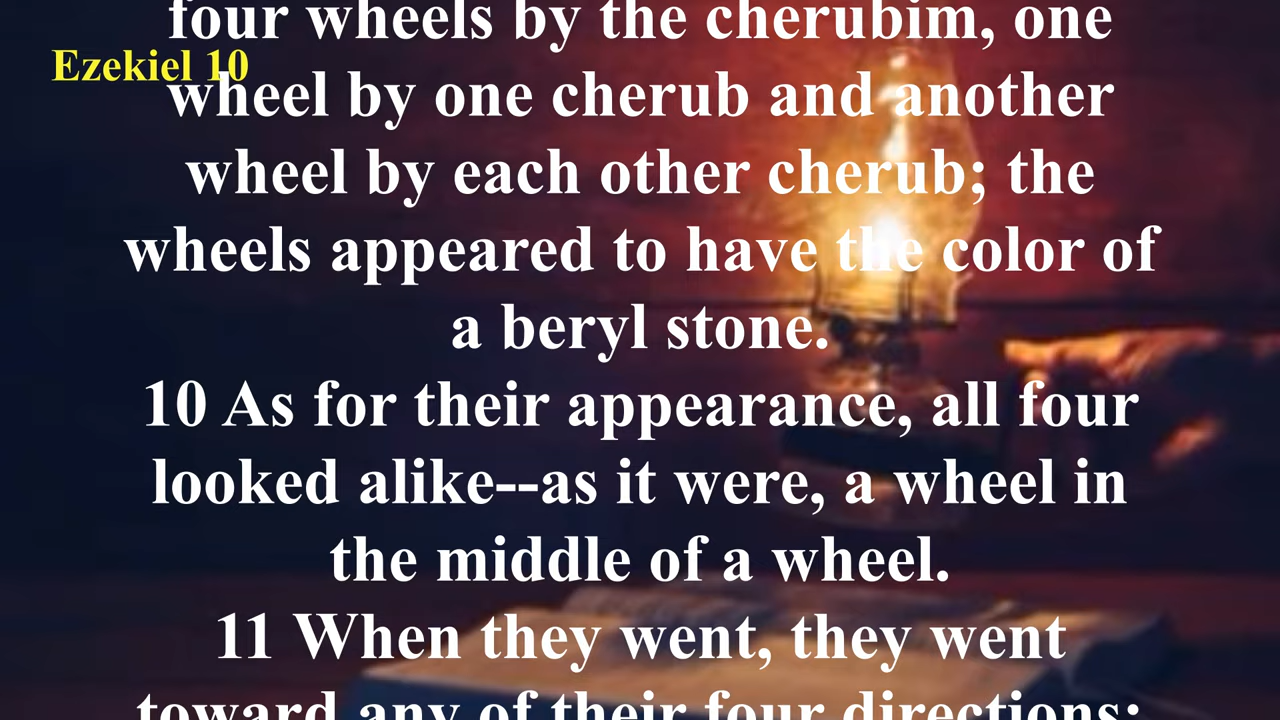 four wheels by the cherubim, one
Ezekiel 10
wheel by one cherub and another
wheel by each other cherub; the
wheels appeared to have the color of
a beryl stone.
10 As for their appearance, all four
looked alike--as it were, a wheel in
the middle of a wheel.
11 When they went, they went
toward any of their four directions;